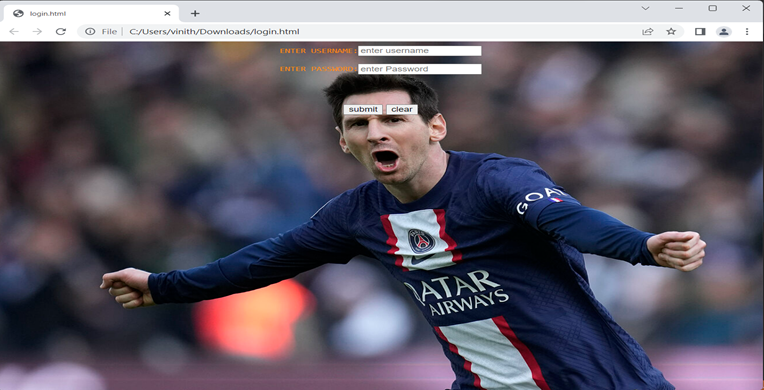 login.html
File C:/Users/vinith/Downloads/login.html
ENTER USERNAME: enter username
ENTER PASSWORD: enter Password
submit clear
GOAT
QATAR
AIRWAYS